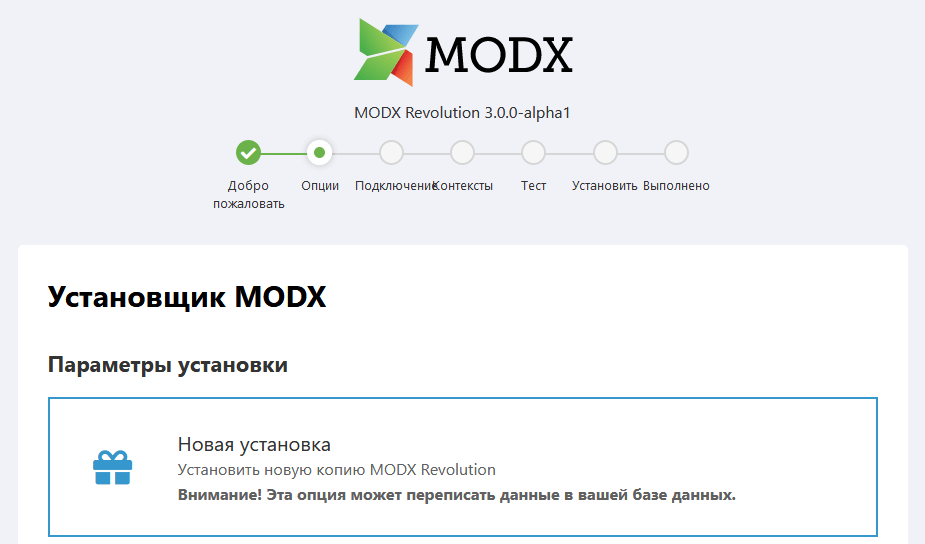 MODX
MODX Revolution 3.0.0-alpha1
Добро пожаловать
Опции
Подключение
Контексты
Тест
Установить
Выполнено
Установщик MODX
Параметры установки
Новая установка
Установить новую копию MODX Revolution
Внимание! Эта опция может переписать данные в вашей базе данных.